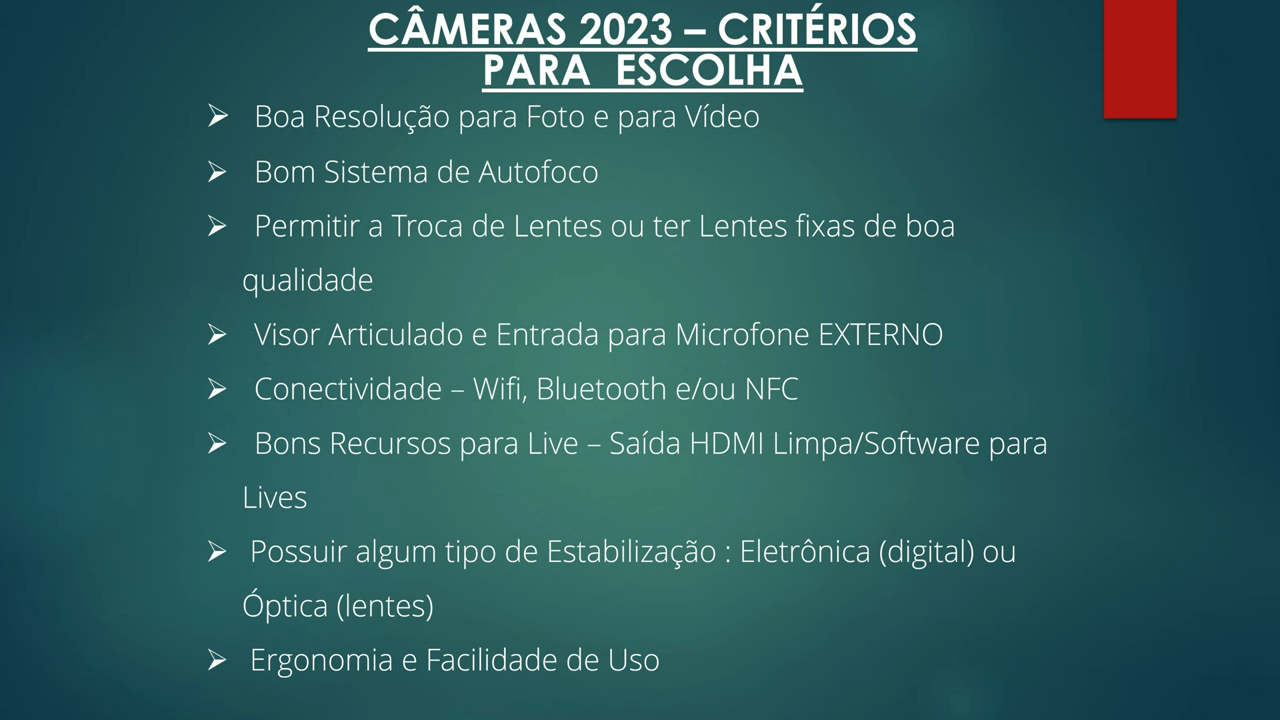 CÂMERAS 2023 – CRITÉRIOS
PARA ESCOLHA
➢ Boa Resolução para Foto e para Vídeo
➢ Bom Sistema de Autofoco
➢ Permitir a Troca de Lentes ou ter Lentes fixas de boa
qualidade
➢ Visor Articulado e Entrada para Microfone EXTERNO
➢ Conectividade – Wifi, Bluetooth e/ou NFC
➢ Bons Recursos para Live – Saída HDMI Limpa/Software para
Lives
➢ Possuir algum tipo de Estabilização : Eletrônica (digital) ou
Óptica (lentes)
➢ Ergonomia e Facilidade de Uso